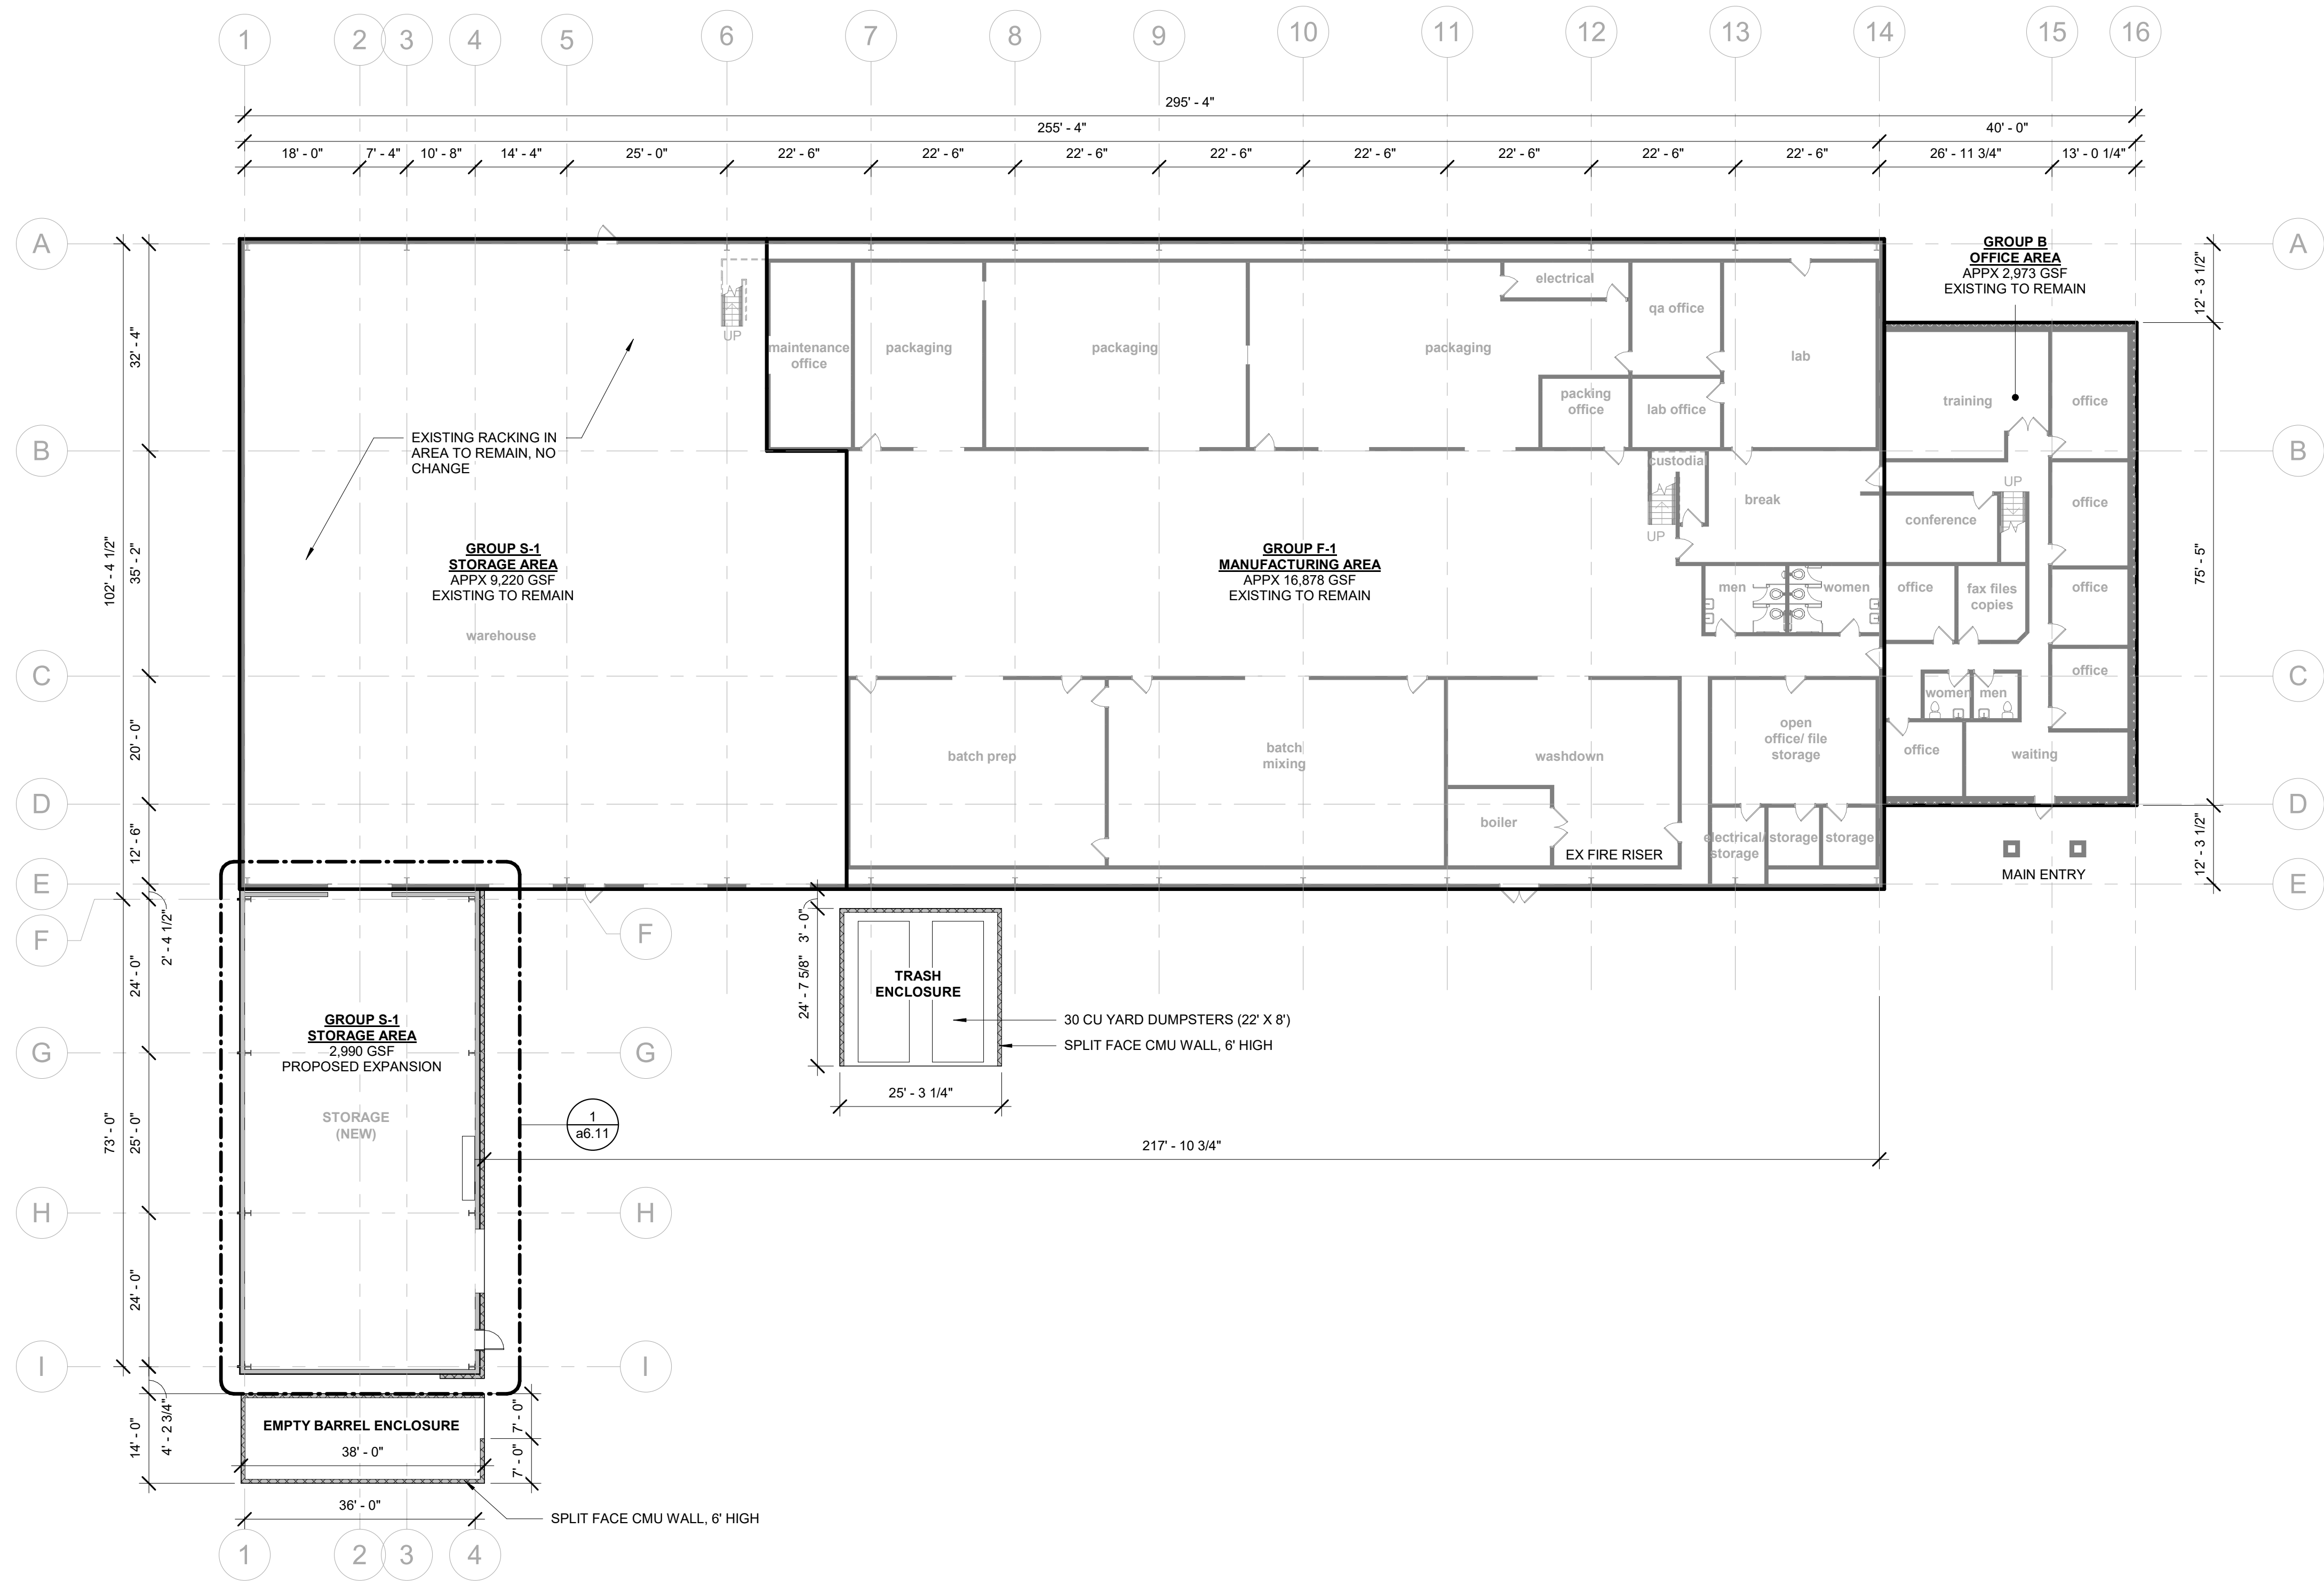 1 2 3 4 5 6 7 8 9 10 11 12 13 14 15 16
295' - 4"
255' - 4" 40' - 0"
18' - 0" 7' - 4" 10' - 8" 14' - 4" 25' - 0" 22' - 6" 22' - 6" 22' - 6" 22' - 6" 22' - 6" 22' - 6" 22' - 6" 22' - 6" 26' - 11 3/4" 13' - 0 1/4"
A A
B B
C C
D D
E E
F F
G G
H H
I I
102' - 4 1/2"
32' - 4"
35' - 2"
20' - 0"
12' - 6"
2' - 4 1/2"
73' - 0"
24' - 0"
25' - 0"
24' - 0"
4' - 2 3/4"
14' - 0"
12' - 3 1/2"
75' - 5"
12' - 3 1/2"
GROUP B
OFFICE AREA
APPX 2,973 GSF
EXISTING TO REMAIN
UP
EXISTING RACKING IN
AREA TO REMAIN, NO
CHANGE
GROUP S-1
STORAGE AREA
APPX 9,220 GSF
EXISTING TO REMAIN
warehouse
maintenance
office
packaging
packaging
packaging
electrical
qa office
lab
packing
office
lab office
custodia
UP
break
GROUP F-1
MANUFACTURING AREA
APPX 16,878 GSF
EXISTING TO REMAIN
men
women
training
office
UP
office
conference
office
fax files
copies
office
office
women
men
office
waiting
batch prep
batch
mixing
washdown
boiler
EX FIRE RISER
open
office/ file
storage
electrical/
storage
storage
storage
MAIN ENTRY
GROUP S-1
STORAGE AREA
2,990 GSF
PROPOSED EXPANSION
STORAGE
(NEW)
1
a6.11
3' - 0"
24' - 7 5/8"
TRASH
ENCLOSURE
30 CU YARD DUMPSTERS (22' X 8')
SPLIT FACE CMU WALL, 6' HIGH
25' - 3 1/4"
217' - 10 3/4"
EMPTY BARREL ENCLOSURE
38' - 0"
7' - 0"
7' - 0"
36' - 0"
SPLIT FACE CMU WALL, 6' HIGH
1 2 3 4